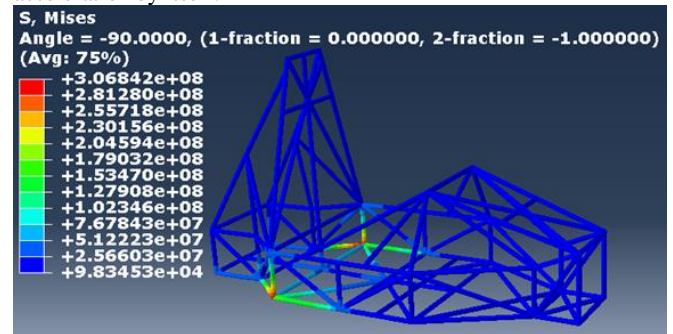 S, Mises
Angle = -90.0000, (1-fraction = 0.000000, 2-fraction = -1.000000)
(Avg: 75%)
+3.06842e+08
+2.81280e+08
+2.55718e+08
+2.30156e+08
+2.04594e+08
+1.79032e+08
+1.53470e+08
+1.27908e+08
+1.02346e+08
+7.67843e+07
+5.12223e+07
+2.56603e+07
+9.83453e+04